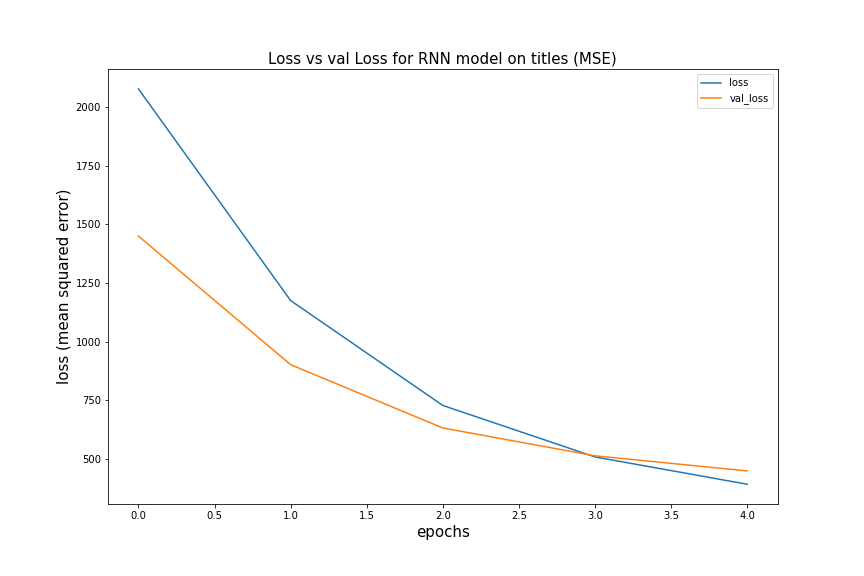 Loss vs val Loss for RNN model on titles (MSE)
loss
val_loss
loss (mean squared error)
2000
1750
1500
1250
1000
750
500
0.0 0.5 1.0 1.5 2.0 2.5 3.0 3.5 4.0
epochs